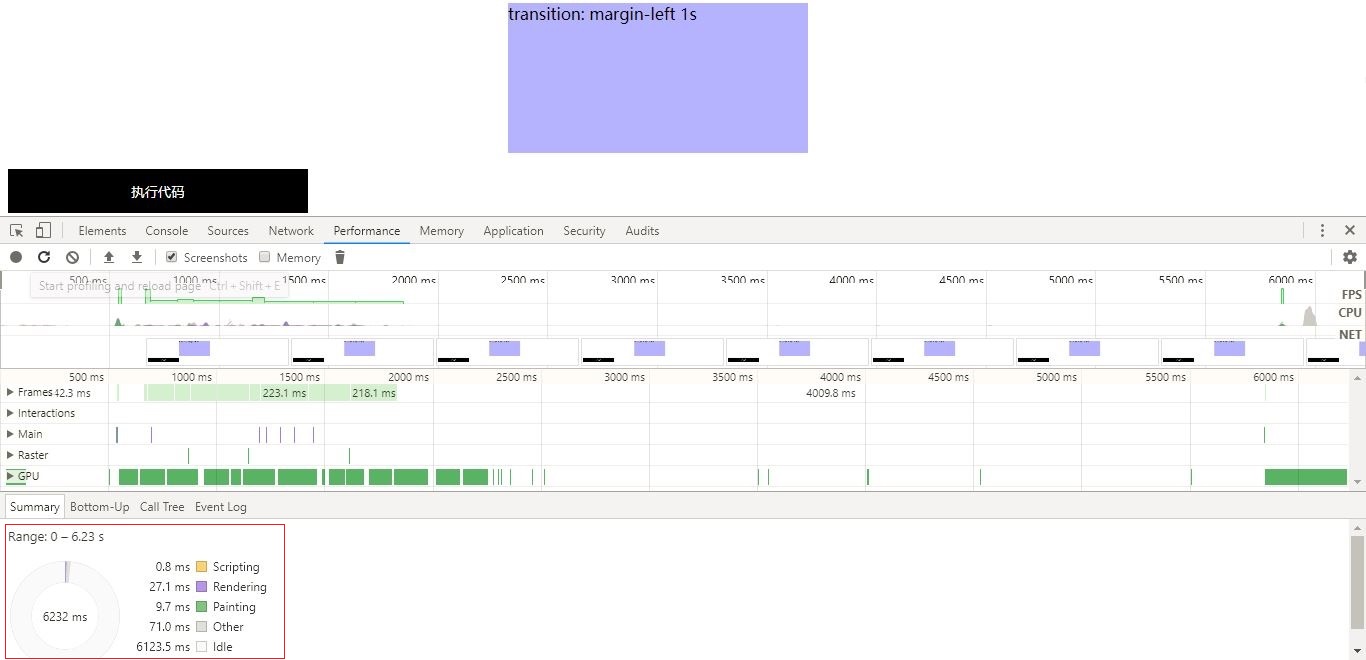 transition: margin-left 1s
执行代码
Elements Console Sources Network Performance Memory Application Security Audits
Screenshots Memory
500 ms 1000 ms 1500 ms 2000 ms 2500 ms 3000 ms 3500 ms 4000 ms 4500 ms 5000 ms 5500 ms 6000 ms
Start profiling and reload page Ctrl + Shift + E
FPS
CPU
NET
500 ms 1000 ms 1500 ms 2000 ms 2500 ms 3000 ms 3500 ms 4000 ms 4500 ms 5000 ms 5500 ms 6000 ms
Frames 42.3 ms 223.1 ms 218.1 ms 4009.8 ms
Interactions
Main
Raster
GPU
Summary Bottom-Up Call Tree Event Log
Range: 0 – 6.23 s
0.8 ms Scripting
27.1 ms Rendering
9.7 ms Painting
6232 ms
71.0 ms Other
6123.5 ms Idle